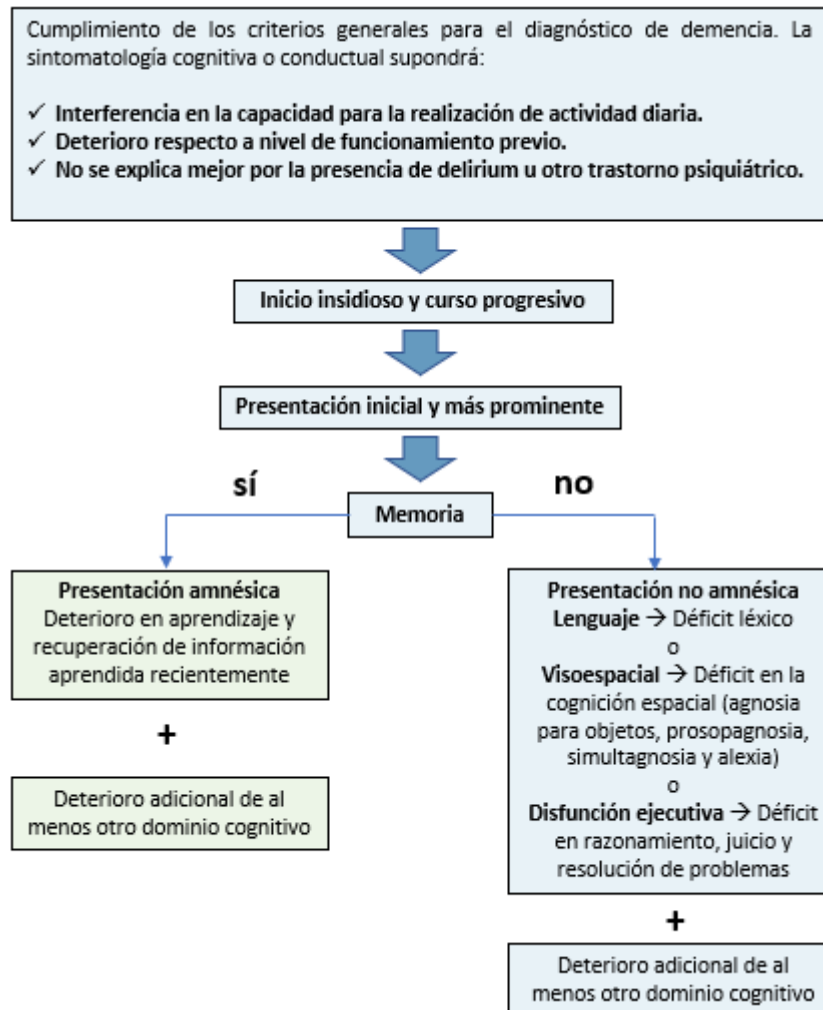 Cumplimiento de los criterios generales para el diagnóstico de demencia. La
sintomatología cognitiva o conductual supondrá:
✓ Interferencia en la capacidad para la realización de actividad diaria.
✓ Deterioro respecto a nivel de funcionamiento previo.
✓ No se explica mejor por la presencia de delirium u otro trastorno psiquiátrico.
Inicio insidioso y curso progresivo
Presentación inicial y más prominente
sí
no
Memoria
Presentación amnésica
Deterioro en aprendizaje y
recuperación de información
aprendida recientemente
+
Deterioro adicional de al
menos otro dominio cognitivo
Presentación no amnésica
Lenguaje → Déficit léxico
o
Visoespacial → Déficit en la
cognición espacial (agnosia
para objetos, prosopagnosia,
simultagnosia y alexia)
o
Disfunción ejecutiva → Déficit
en razonamiento, juicio y
resolución de problemas
+
Deterioro adicional de al
menos otro dominio cognitivo